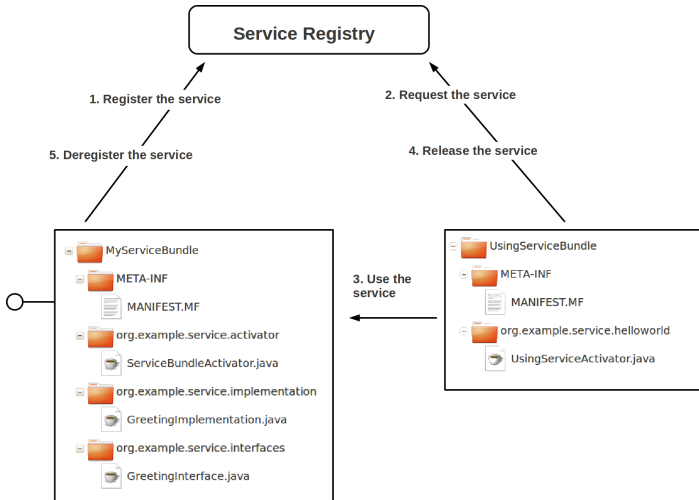 Service Registry
1. Register the service
2. Request the service
5. Deregister the service
4. Release the service
MyServiceBundle
META-INF
MANIFEST.MF
org.example.service.activator
ServiceBundleActivator.java
org.example.service.implementation
GreetingImplementation.java
org.example.service.interfaces
GreetingInterface.java
3. Use the
service
UsingServiceBundle
META-INF
MANIFEST.MF
org.example.service.helloworld
UsingServiceActivator.java